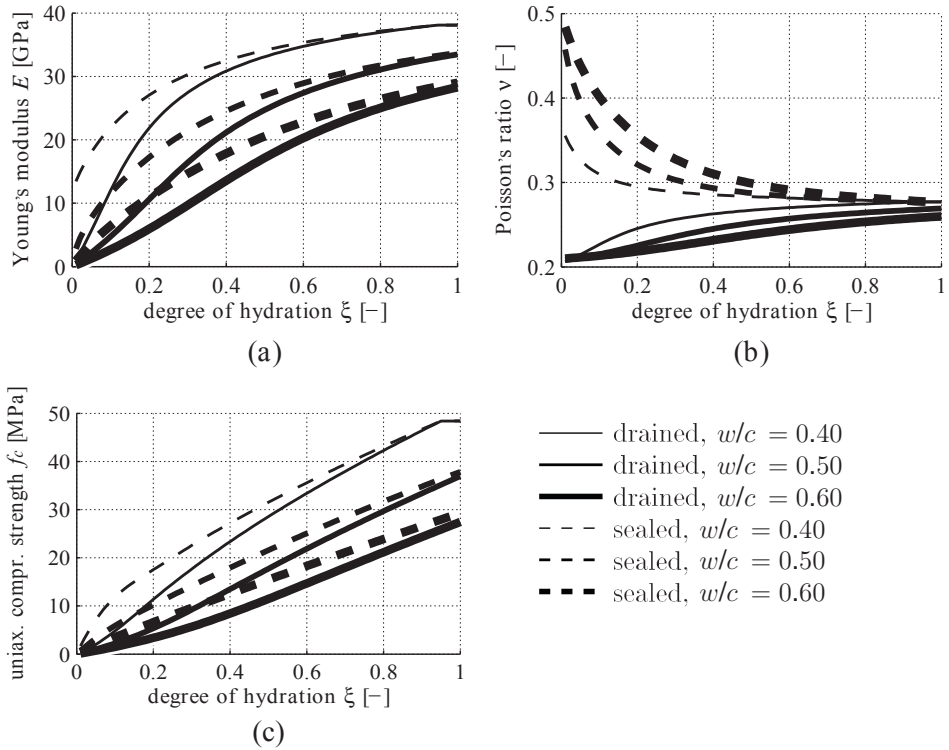 Young's modulus E [GPa]
40
30
20
10
0
0 0.2 0.4 0.6 0.8 1
degree of hydration ξ [−]
(a)
Poisson's ratio ν [−]
0.5
0.4
0.3
0.2
0 0.2 0.4 0.6 0.8 1
degree of hydration ξ [−]
(b)
uniax. compr. strength fc [MPa]
50
40
30
20
10
0
0 0.2 0.4 0.6 0.8 1
degree of hydration ξ [−]
(c)
drained, w/c = 0.40
drained, w/c = 0.50
drained, w/c = 0.60
sealed, w/c = 0.40
sealed, w/c = 0.50
sealed, w/c = 0.60